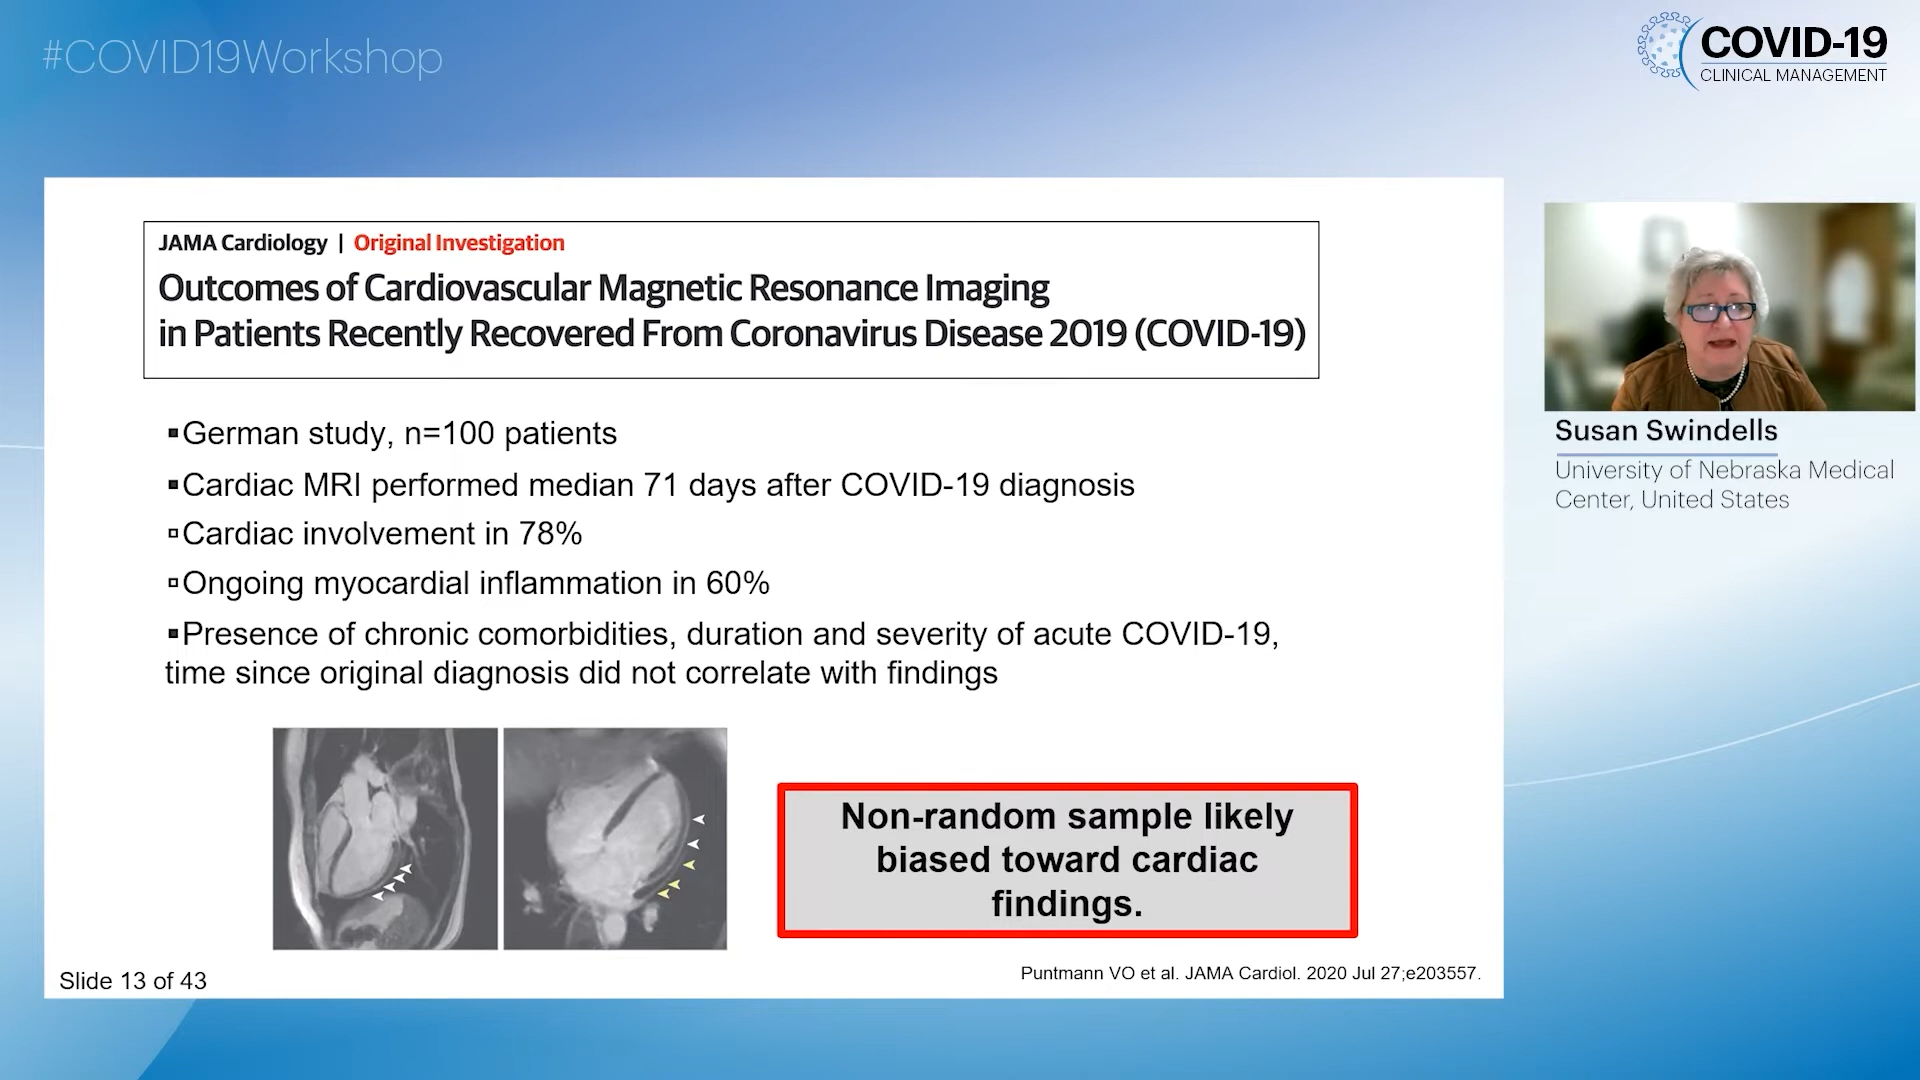 #COVID19Workshop
COVID-19
CLINICAL MANAGEMENT
JAMA Cardiology | Original Investigation
Outcomes of Cardiovascular Magnetic Resonance Imaging
in Patients Recently Recovered From Coronavirus Disease 2019 (COVID-19)
▪German study, n=100 patients
▪Cardiac MRI performed median 71 days after COVID-19 diagnosis
▫Cardiac involvement in 78%
▫Ongoing myocardial inflammation in 60%
▪Presence of chronic comorbidities, duration and severity of acute COVID-19,
time since original diagnosis did not correlate with findings
Non-random sample likely
biased toward cardiac
findings.
Puntmann VO et al. JAMA Cardiol. 2020 Jul 27;e203557.
Slide 13 of 43
Susan Swindells
University of Nebraska Medical
Center, United States